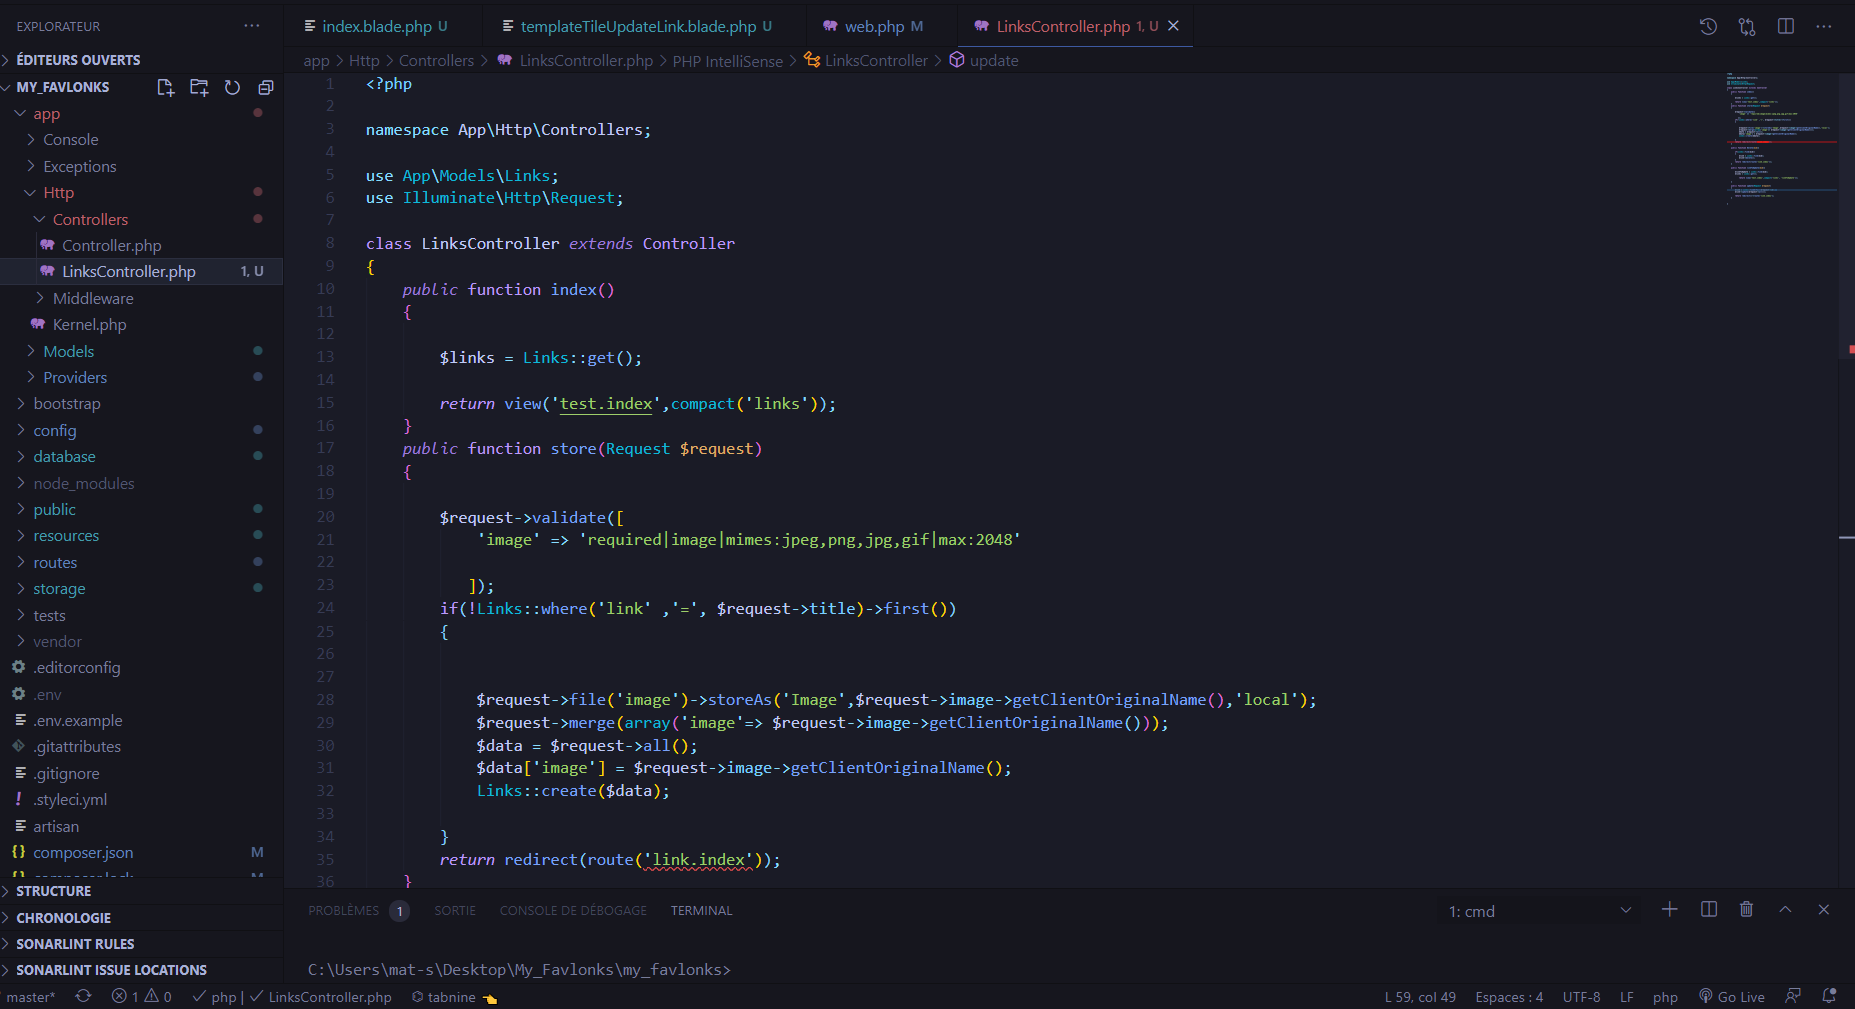 EXPLORATEUR
ÉDITEURS OUVERTS
MY_FAVLONKS
app
Console
Exceptions
Http
Controllers
Controller.php
LinksController.php 1, U
Middleware
Kernel.php
Models
Providers
bootstrap
config
database
node_modules
public
resources
routes
storage
tests
vendor
.editorconfig
.env
.env.example
.gitattributes
.gitignore
.styleci.yml
artisan
composer.json M
STRUCTURE
CHRONOLOGIE
SONARLINT RULES
SONARLINT ISSUE LOCATIONS
index.blade.php U templateTileUpdateLink.blade.php U web.php M LinksController.php 1, U
app > Http > Controllers > LinksController.php > PHP IntelliSense > LinksController > update
1 <?php
2
3 namespace App\Http\Controllers;
4
5 use App\Models\Links;
6 use Illuminate\Http\Request;
7
8 class LinksController extends Controller
9 {
10 public function index()
11 {
12
13 $links = Links::get();
14
15 return view('test.index',compact('links'));
16 }
17 public function store(Request $request)
18 {
19
20 $request->validate([
21 'image' => 'required|image|mimes:jpeg,png,jpg,gif|max:2048'
22
23 ]);
24 if(!Links::where('link' ,'=', $request->title)->first())
25 {
26
27
28 $request->file('image')->storeAs('Image',$request->image->getClientOriginalName(),'local');
29 $request->merge(array('image'=> $request->image->getClientOriginalName()));
30 $data = $request->all();
31 $data['image'] = $request->image->getClientOriginalName();
32 Links::create($data);
33
34 }
35 return redirect(route('link.index'));
36 }
PROBLÈMES 1 SORTIE CONSOLE DE DÉBOGAGE TERMINAL 1: cmd
C:\Users\mat-s\Desktop\My_Favlonks\my_favlonks>
master* 1 0 php | LinksController.php tabnine L 59, col 49 Espaces : 4 UTF-8 LF php Go Live